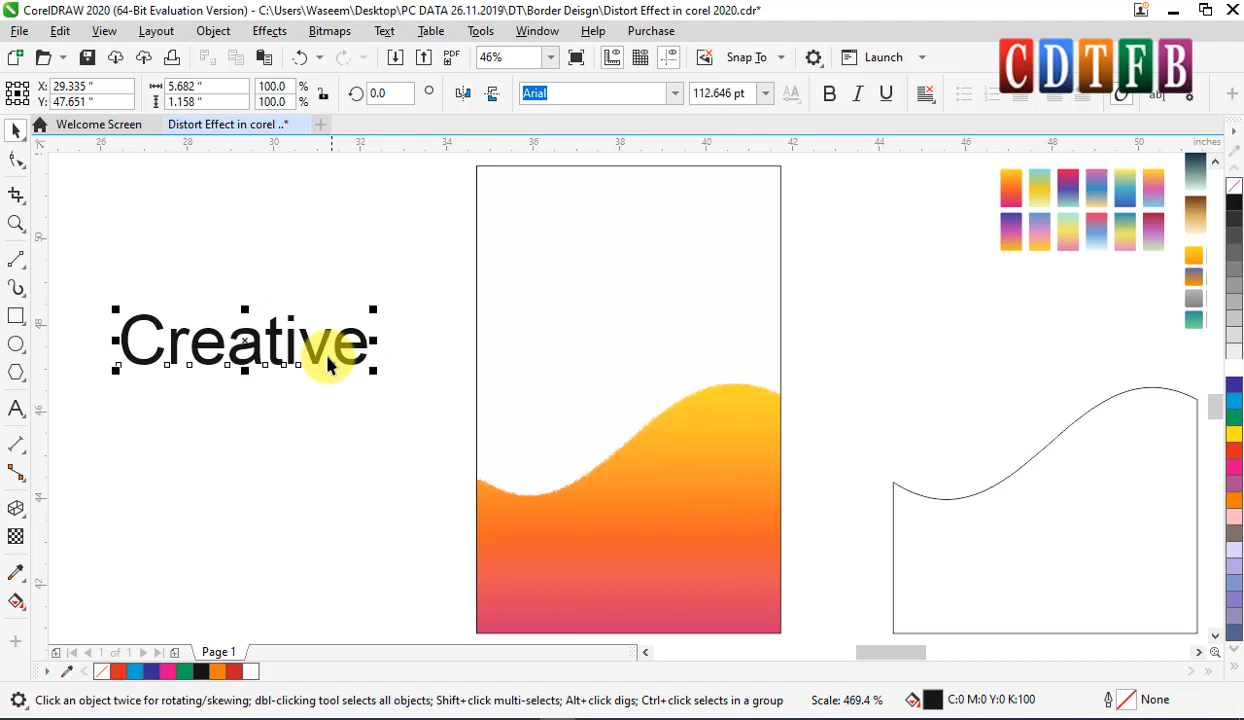 CorelDRAW 2020 (64-Bit Evaluation Version) - C:\Users\Waseem\Desktop\PC DATA 26.11.2019\DT\Border Deisgn\Distort Effect in corel 2020.cdr*
File Edit View Layout Object Effects Bitmaps Text Table Tools Window Help Purchase
PDF 46% Snap To Launch
CDTFB
X: 29.335 " 5.682 " 100.0 % 0.0 Arial 112.646 pt B I U
Y: 47.651 " 1.158 " 100.0 %
Welcome Screen Distort Effect in corel ..*
26 28 30 32 34 36 38 40 42 44 46 48 50 inches
50
48
46
44
42
Creative
1 of 1 Page 1
Click an object twice for rotating/skewing; dbl-clicking tool selects all objects; Shift+click multi-selects; Alt+click digs; Ctrl+click selects in a group Scale: 469.4 % C:0 M:0 Y:0 K:100 None